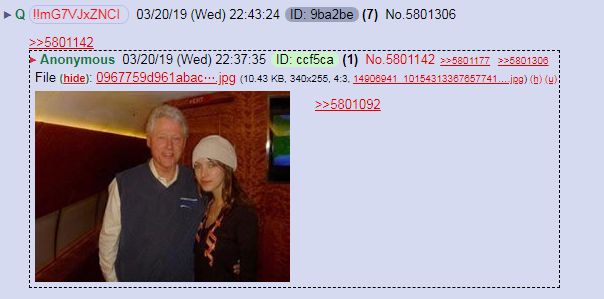 ► Q !!mG7VJxZNCI 03/20/19 (Wed) 22:43:24 ID: 9ba2be (7) No.5801306
>>5801142
► Anonymous 03/20/19 (Wed) 22:37:35 ID: ccf5ca (1) No.5801142 >>5801177 >>5801306
File (hide): 0967759d961abac⋯.jpg (10.43 KB, 340x255, 4:3, 14906941_10154313367657741….jpg) (h) (u)
>>5801092